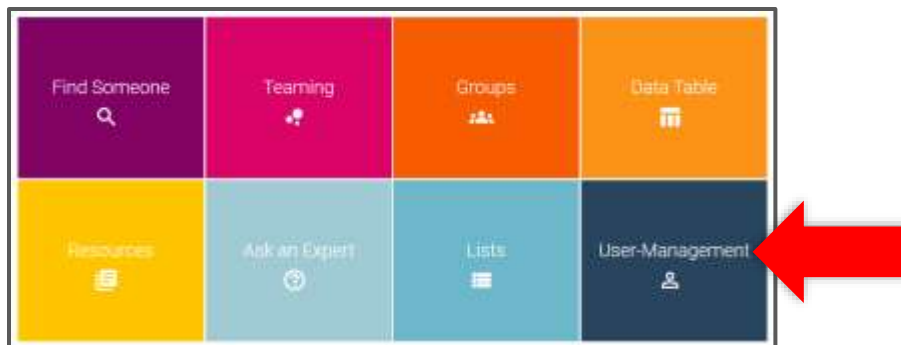 Find Someone
Teaming
Groups
Data Table
Resources
Ask an Expert
Lists
User-Management